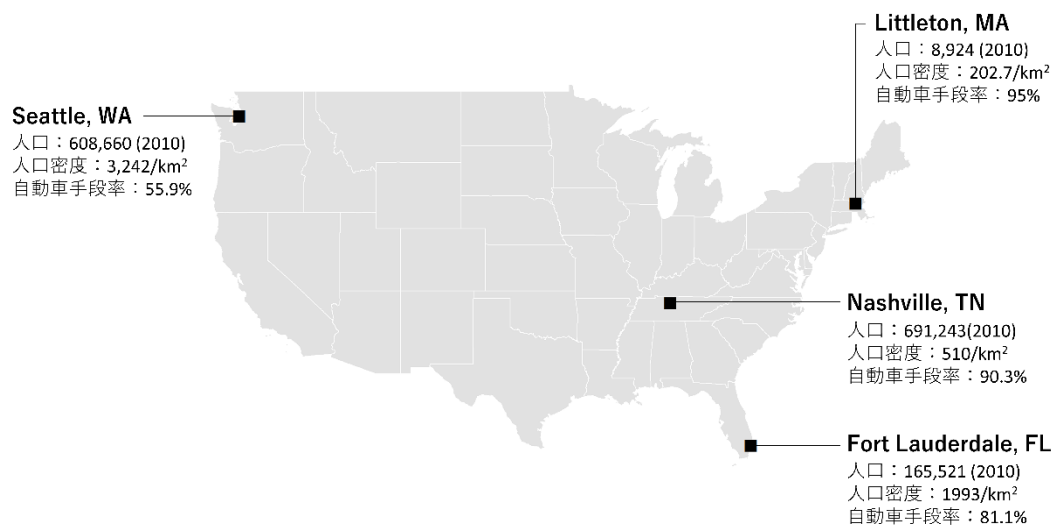 Littleton, MA
人口：8,924 (2010)
人口密度：202.7/km²
自動車手段率：95%
Seattle, WA
人口：608,660 (2010)
人口密度：3,242/km²
自動車手段率：55.9%
Nashville, TN
人口：691,243(2010)
人口密度：510/km²
自動車手段率：90.3%
Fort Lauderdale, FL
人口：165,521 (2010)
人口密度：1993/km²
自動車手段率：81.1%